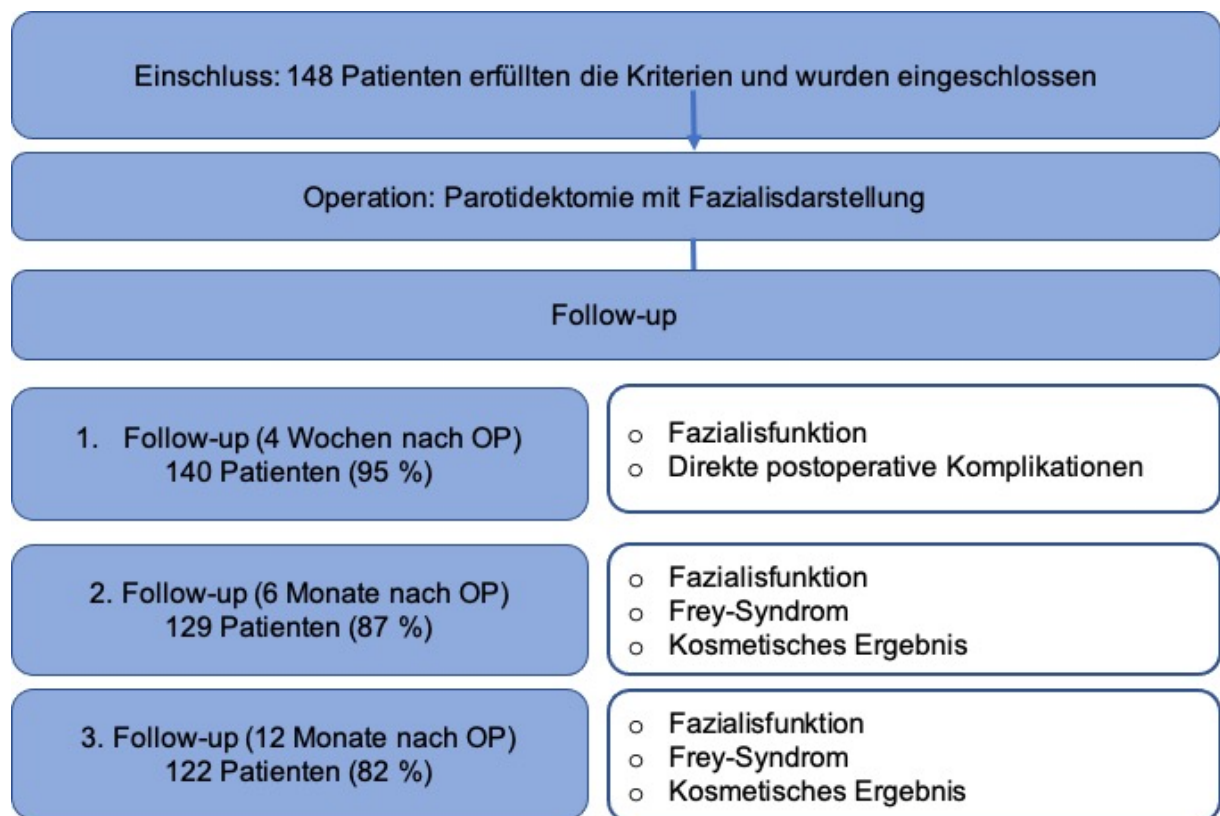 Einschluss: 148 Patienten erfüllten die Kriterien und wurden eingeschlossen
Operation: Parotidektomie mit Fazialisdarstellung
Follow-up
1. Follow-up (4 Wochen nach OP)
140 Patienten (95 %)
o Fazialisfunktion
o Direkte postoperative Komplikationen
2. Follow-up (6 Monate nach OP)
129 Patienten (87 %)
o Fazialisfunktion
o Frey-Syndrom
o Kosmetisches Ergebnis
3. Follow-up (12 Monate nach OP)
122 Patienten (82 %)
o Fazialisfunktion
o Frey-Syndrom
o Kosmetisches Ergebnis